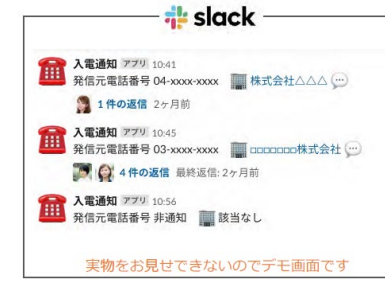 slack
入電通知 アプリ 10:41
発信元電話番号 04-xxxx-xxxx 株式会社△△△
1 件の返信 2ヶ月前
入電通知 アプリ 10:45
発信元電話番号 03-xxxx-xxxx □□□□□□□株式会社
4 件の返信 最終返信: 2ヶ月前
入電通知 アプリ 10:56
発信元電話番号 非通知 該当なし
実物をお見せできないのでデモ画面です